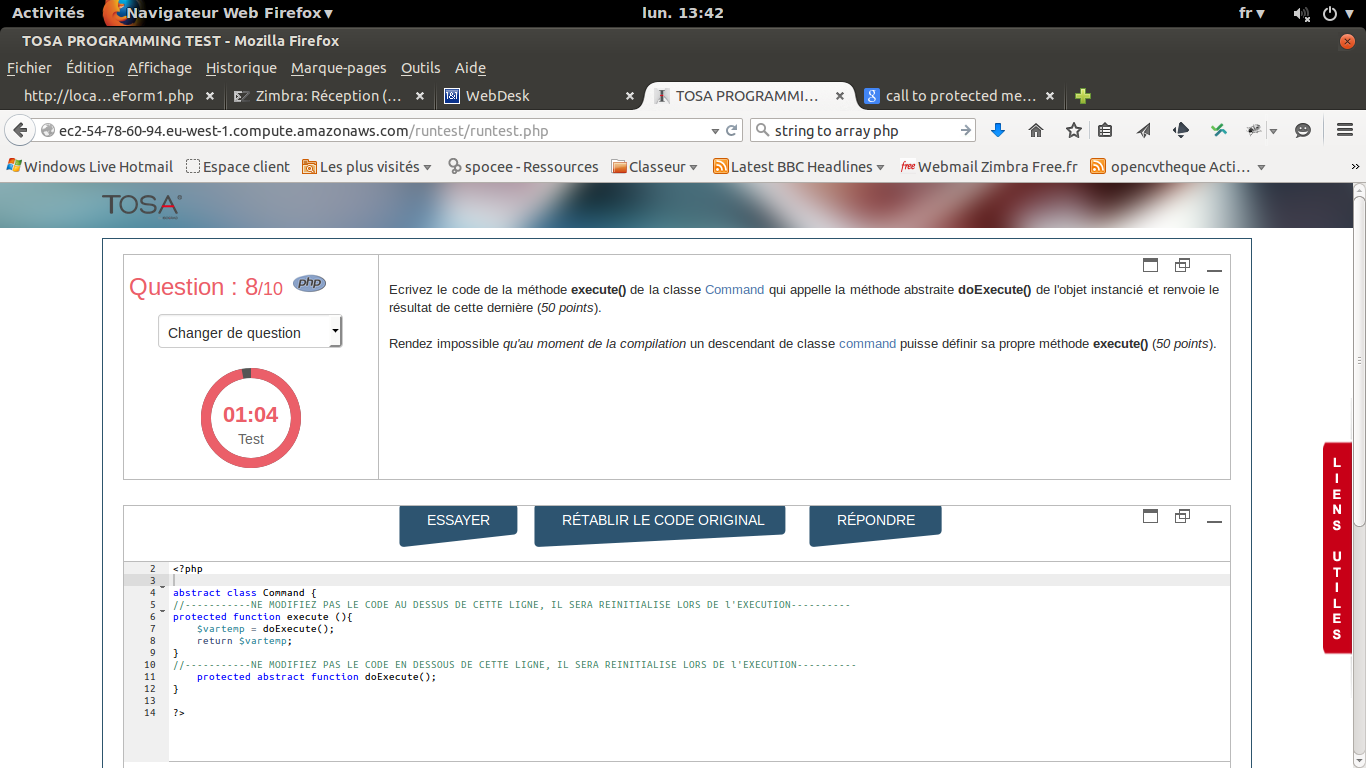 Activités Navigateur Web Firefox ▾ lun. 13:42 fr ▾
TOSA PROGRAMMING TEST - Mozilla Firefox
Fichier Édition Affichage Historique Marque-pages Outils Aide
http://loca...eForm1.php Zimbra: Réception (... WebDesk TOSA PROGRAMMI... call to protected me...
ec2-54-78-60-94.eu-west-1.compute.amazonaws.com/runtest/runtest.php string to array php
Windows Live Hotmail Espace client Les plus visités spocee - Ressources Classeur Latest BBC Headlines free Webmail Zimbra Free.fr opencvtheque Acti... »
TOSA
Question : 8/10 php
Changer de question
01:04
Test
Ecrivez le code de la méthode execute() de la classe Command qui appelle la méthode abstraite doExecute() de l'objet instancié et renvoie le
résultat de cette dernière (50 points).
Rendez impossible qu'au moment de la compilation un descendant de classe command puisse définir sa propre méthode execute() (50 points).
LIENS UTILES
ESSAYER RÉTABLIR LE CODE ORIGINAL RÉPONDRE
2 <?php
3
4 abstract class Command {
5 //-----------NE MODIFIEZ PAS LE CODE AU DESSUS DE CETTE LIGNE, IL SERA REINITIALISE LORS DE l'EXECUTION----------
6 protected function execute (){
7 $vartemp = doExecute();
8 return $vartemp;
9 }
10 //-----------NE MODIFIEZ PAS LE CODE EN DESSOUS DE CETTE LIGNE, IL SERA REINITIALISE LORS DE l'EXECUTION----------
11 protected abstract function doExecute();
12 }
13
14 ?>